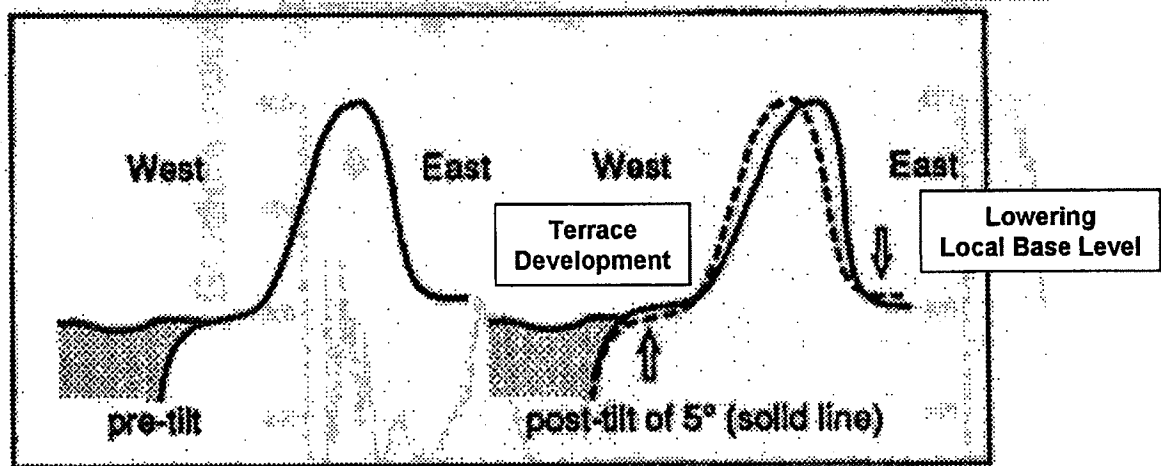 West
East
pre-tilt
West
East
Terrace
Development
Lowering
Local Base Level
post-tilt of 5° (solid line)